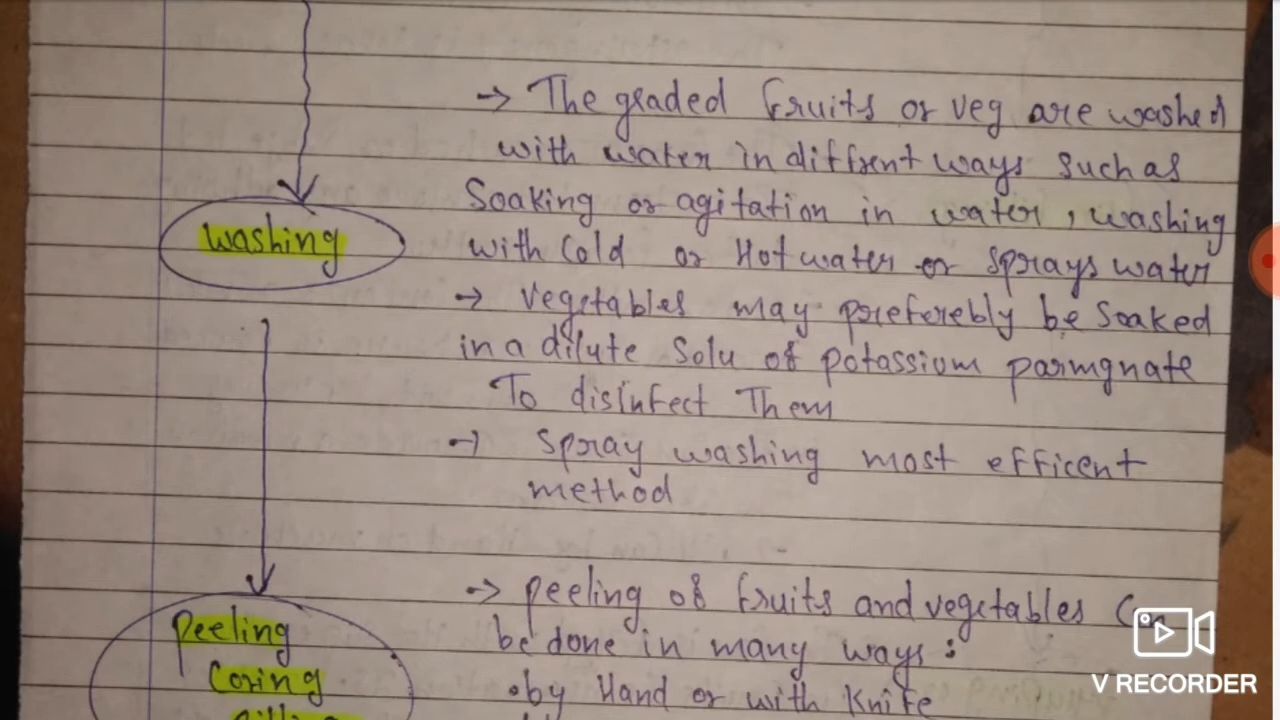 → The graded fruits or veg are washed
with water in diffrent ways such as
Soaking or agitation in water, washing
washing
with Cold or Hot water or Sprays water
→ vegetables may preferebly be Soaked
in a dilute Solu of potassium parmgnate
To disinfect Them
→ Spray washing most efficent
method
→ peeling of fruits and vegetables Can
be done in many ways :
Peeling
Coring
• by Hand or with Knife
V RECORDER